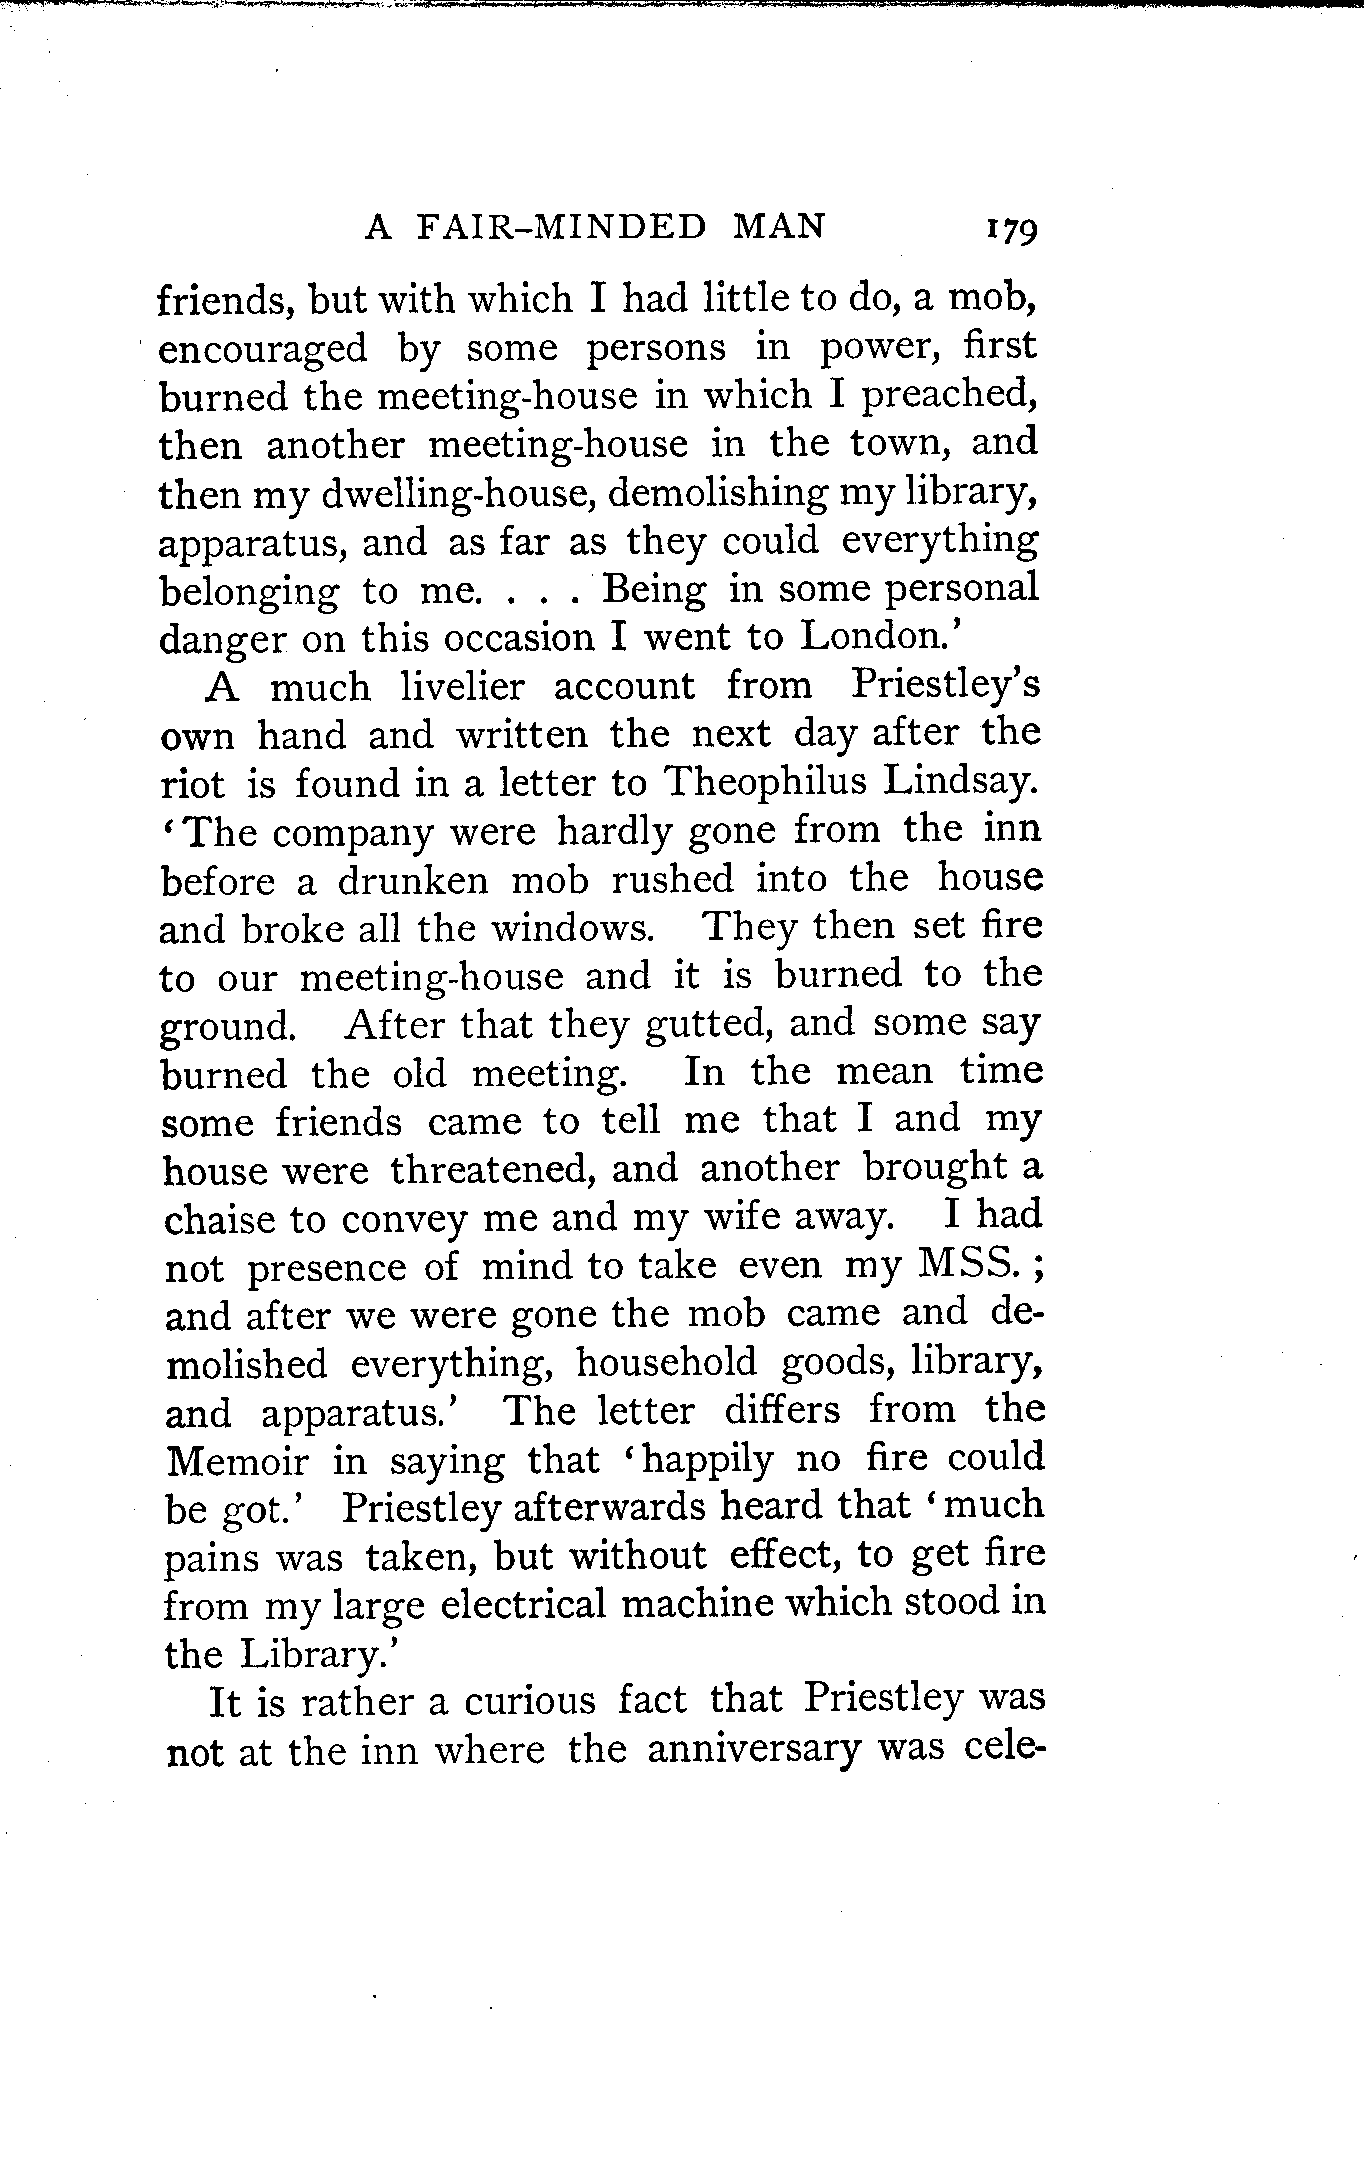 A FAIR-MINDED MAN 179
friends, but with which I had little to do, a mob,
encouraged by some persons in power, first
burned the meeting-house in which I preached,
then another meeting-house in the town, and
then my dwelling-house, demolishing my library,
apparatus, and as far as they could everything
belonging to me. . . . Being in some personal
danger on this occasion I went to London.'
A much livelier account from Priestley's
own hand and written the next day after the
riot is found in a letter to Theophilus Lindsay.
'The company were hardly gone from the inn
before a drunken mob rushed into the house
and broke all the windows. They then set fire
to our meeting-house and it is burned to the
ground. After that they gutted, and some say
burned the old meeting. In the mean time
some friends came to tell me that I and my
house were threatened, and another brought a
chaise to convey me and my wife away. I had
not presence of mind to take even my MSS. ;
and after we were gone the mob came and de-
molished everything, household goods, library,
and apparatus.' The letter differs from the
Memoir in saying that 'happily no fire could
be got.' Priestley afterwards heard that 'much
pains was taken, but without effect, to get fire
from my large electrical machine which stood in
the Library.'
It is rather a curious fact that Priestley was
not at the inn where the anniversary was cele-